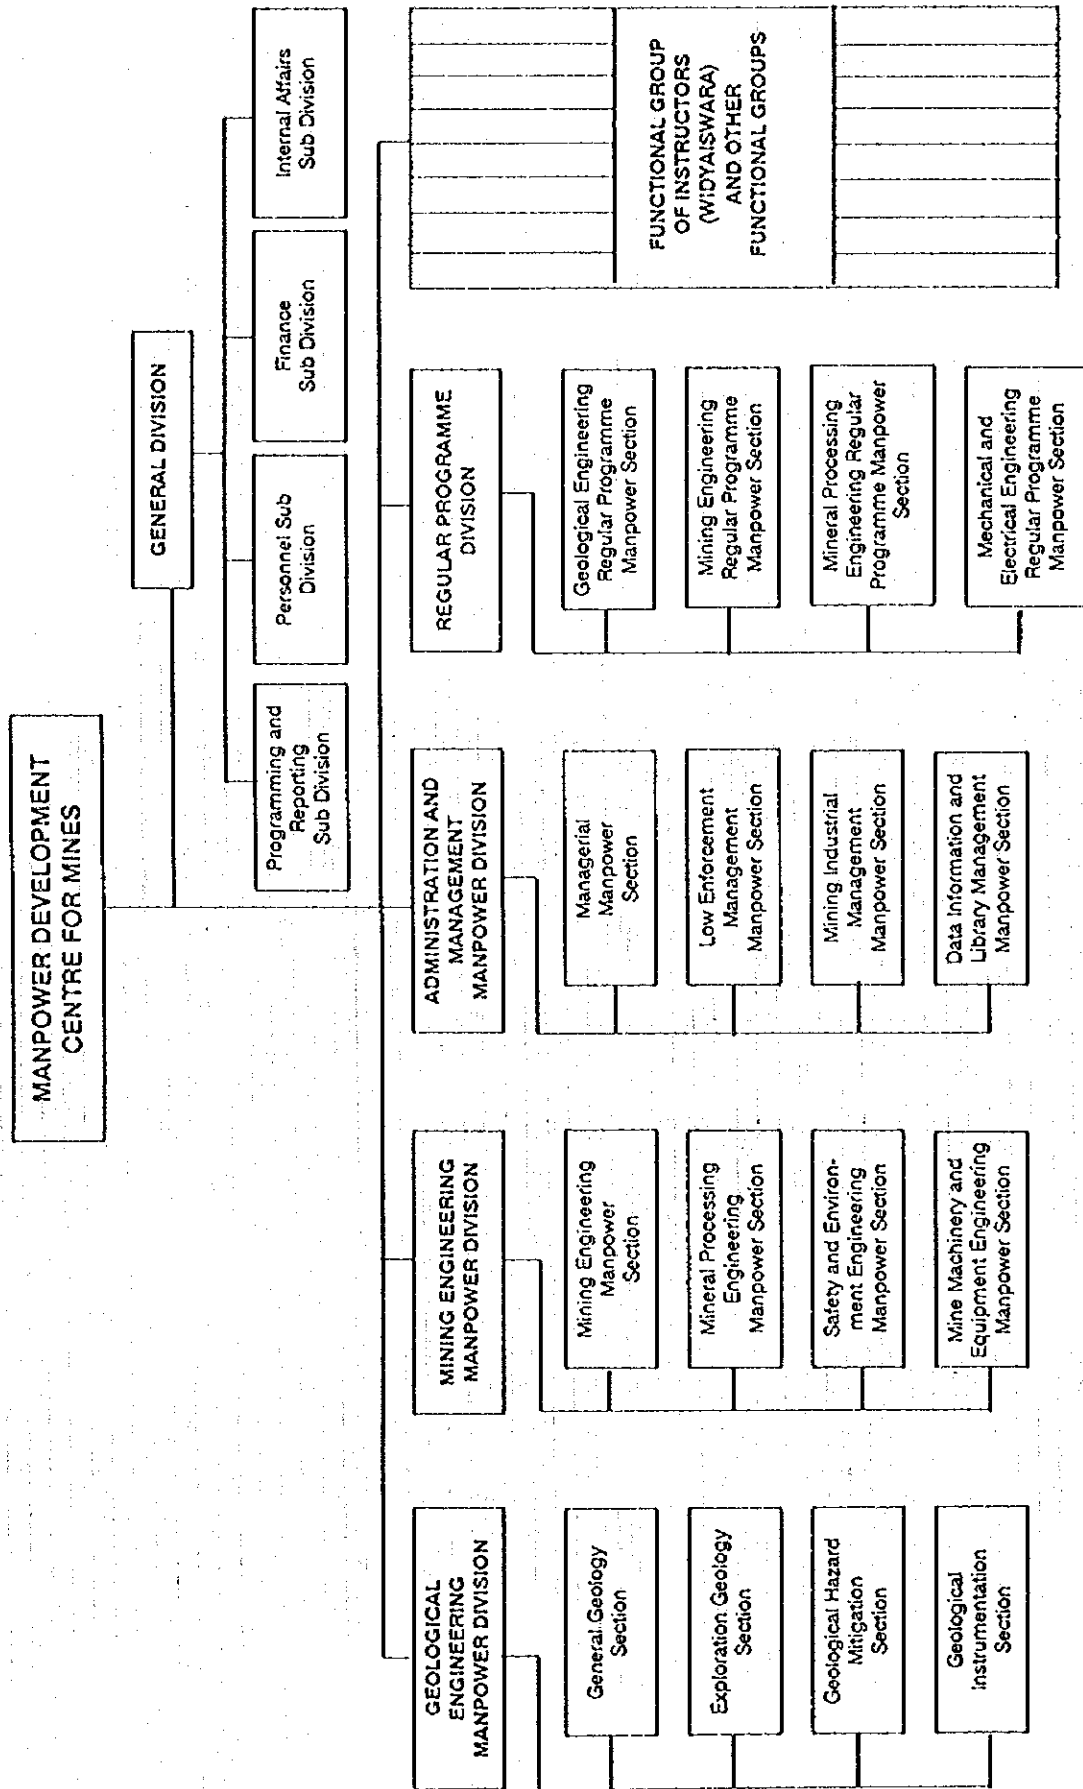 MANPOWER DEVELOPMENT
CENTRE FOR MINES
GENERAL DIVISION
Programming and
Reporting
Sub Division
Personnel Sub
Division
Finance
Sub Division
Internal Affairs
Sub Division
GEOLOGICAL
ENGINEERING
MANPOWER DIVISION
General Geology
Section
Exploration Geology
Section
Geological Hazard
Mitigation
Section
Geological
Instrumentation
Section
MINING ENGINEERING
MANPOWER DIVISION
Mining Engineering
Manpower
Section
Mineral Processing
Engineering
Manpower Section
Safety and Environ-
ment Engineering
Manpower Section
Mine Machinery and
Equipment Engineering
Manpower Section
ADMINISTRATION AND
MANAGEMENT
MANPOWER DIVISION
Managerial
Manpower
Section
Low Enforcement
Management
Manpower Section
Mining Industrial
Management
Manpower Section
Data Information and
Library Management
Manpower Section
REGULAR PROGRAMME
DIVISION
Geological Engineering
Regular Programme
Manpower Section
Mining Engineering
Regular Programme
Manpower Section
Mineral Processing
Engineering Regular
Programme Manpower
Section
Mechanical and
Electrical Engineering
Regular Programme
Manpower Section
FUNCTIONAL GROUP
OF INSTRUCTORS
(WIDYAISWARA)
AND OTHER
FUNCTIONAL GROUPS